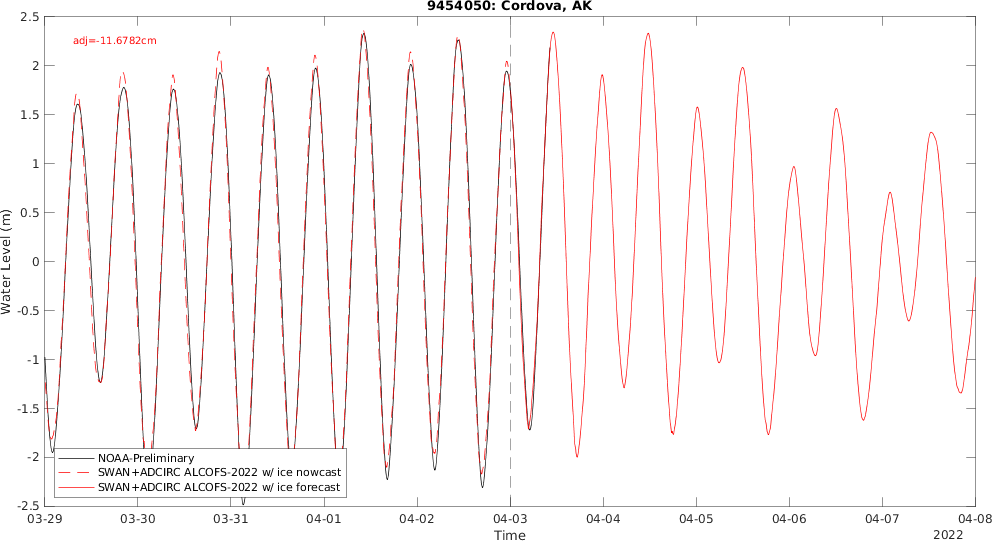 9454050: Cordova, AK
adj=-11.6782cm
Water Level (m)
2.5
2
1.5
1
0.5
0
-0.5
-1
-1.5
-2
-2.5
NOAA-Preliminary
SWAN+ADCIRC ALCOFS-2022 w/ ice nowcast
SWAN+ADCIRC ALCOFS-2022 w/ ice forecast
03-29 03-30 03-31 04-01 04-02 04-03 04-04 04-05 04-06 04-07 04-08
Time
2022